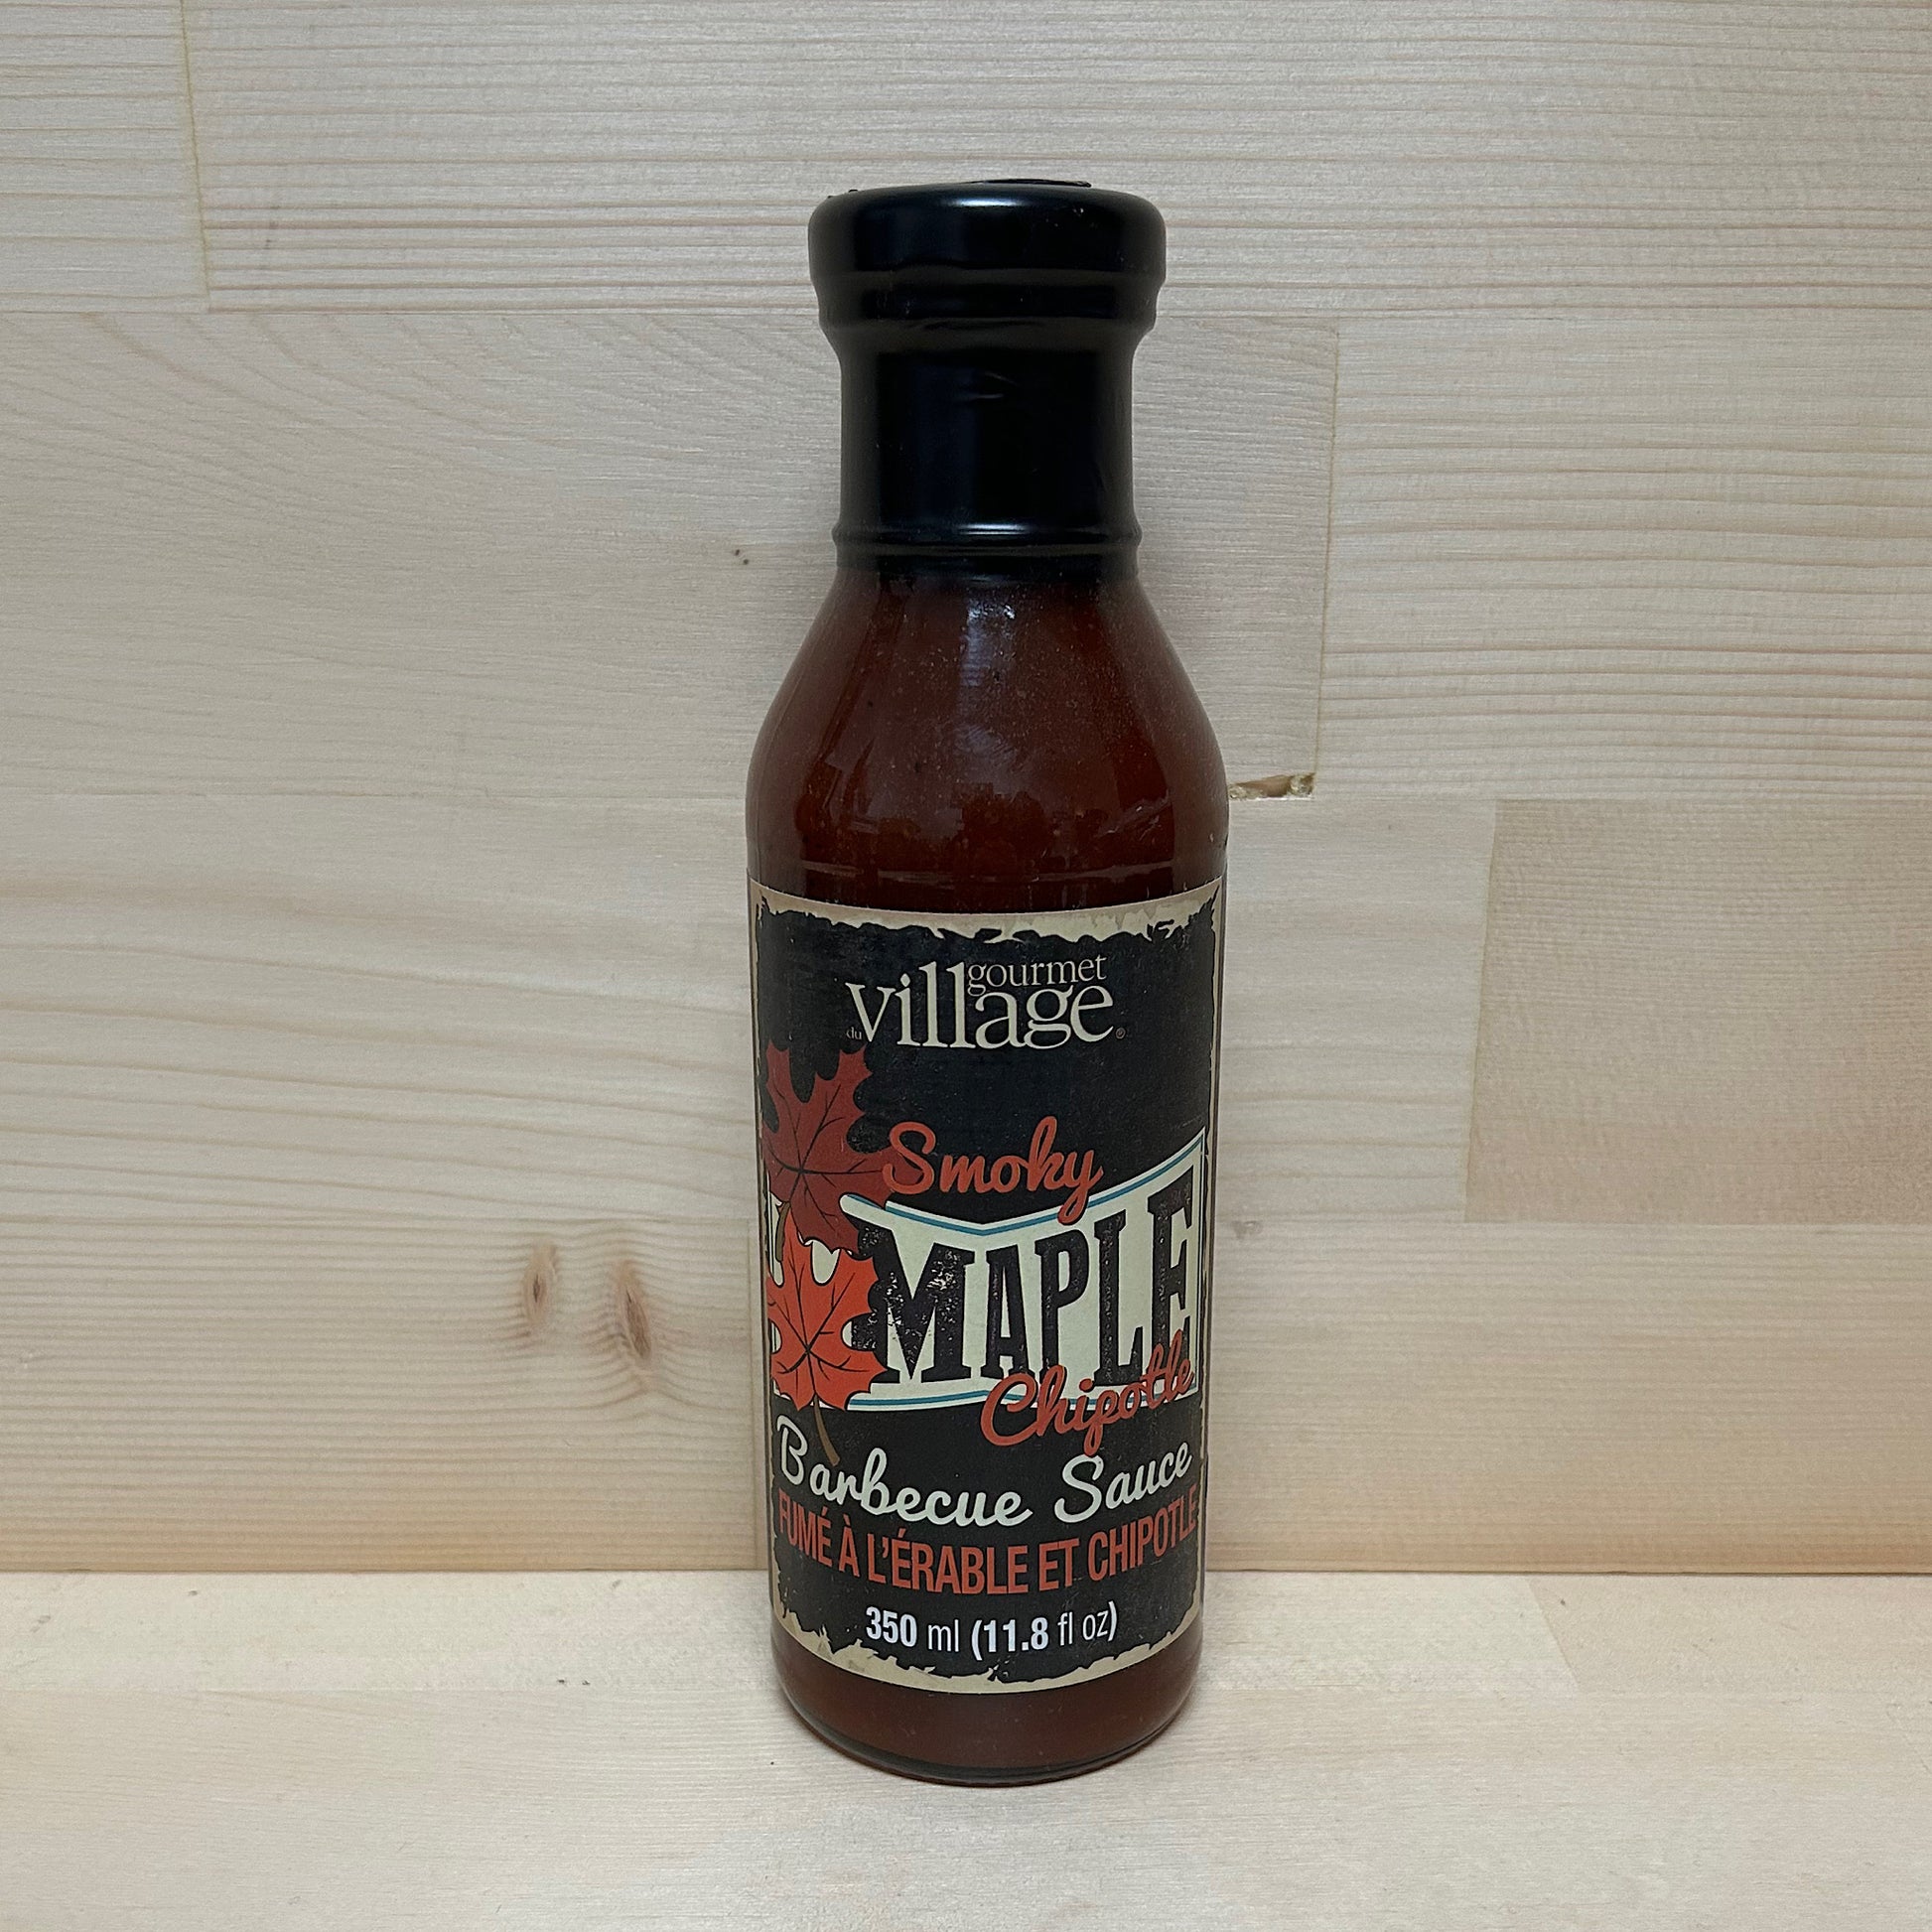 gourmet
du village®
Smoky
MAPLE
Chipotle
Barbecue Sauce
FUMÉ À L'ÉRABLE ET CHIPOTLE
350 ml (11.8 fl oz)